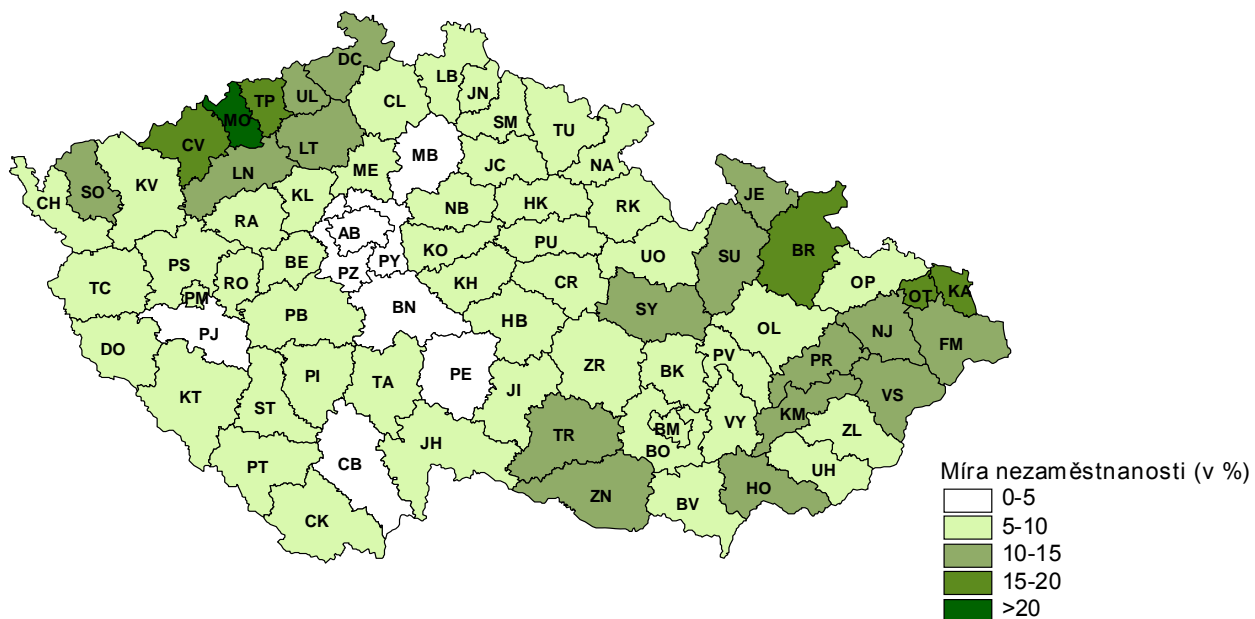 DC
LB
JN
UL
TP
CL
MO
SM
TU
CV
LT
MB
JC
NA
LN
ME
KV
SO
KL
JE
CH
RA
NB
HK
RK
AB
KO
PU
BR
PS
BE
PZ
PY
UO
SU
TC
RO
KH
CR
OP
PM
OT
KA
PB
BN
SY
HB
PJ
OL
NJ
FM
DO
PR
PV
PI
TA
PE
ZR
BK
KT
JI
VS
ST
KM
VY
BM
ZL
TR
JH
BO
CB
PT
UH
HO
ZN
BV
CK
Míra nezaměstnanosti (v %)
0-5
5-10
10-15
15-20
>20